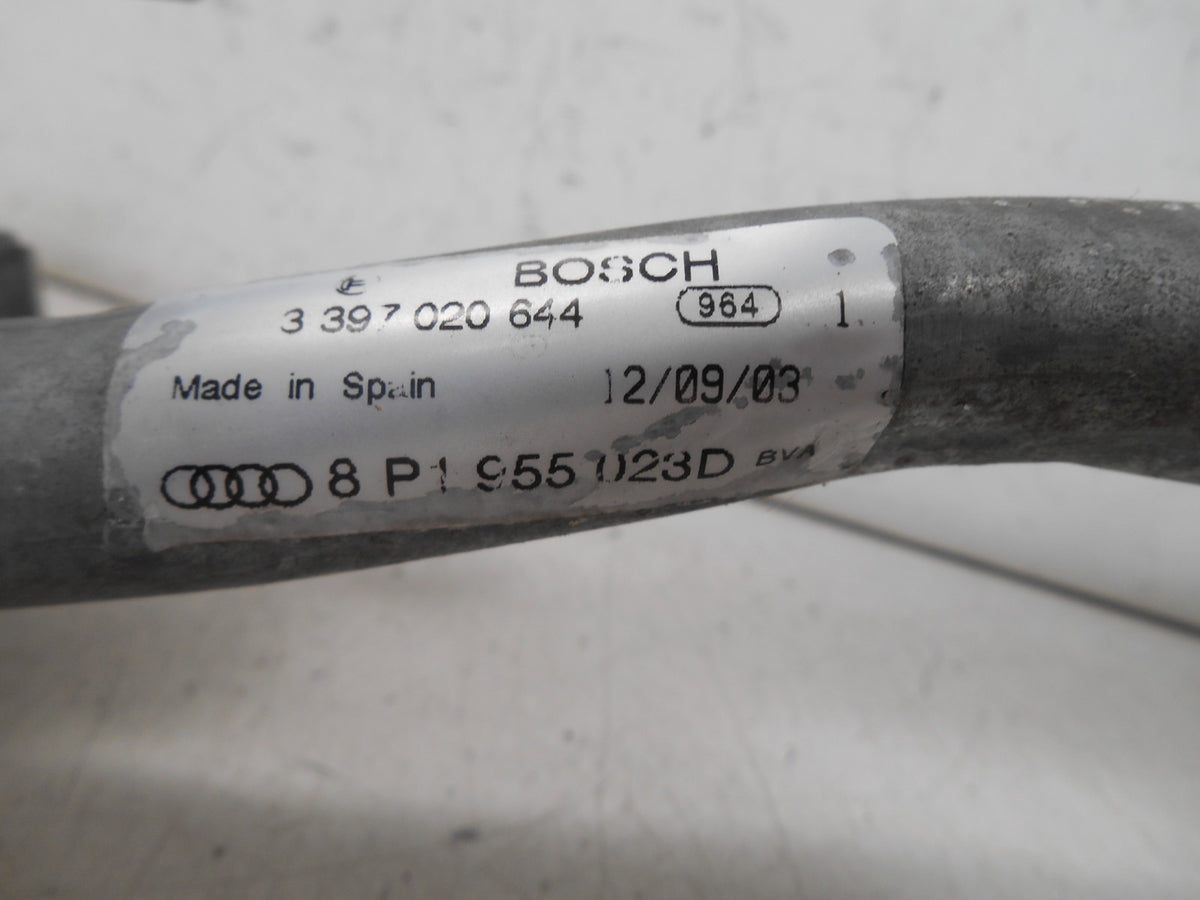 BOSCH
3 397 020 644 964 1
Made in Spain 12/09/03
8 P1 955 023D BVA